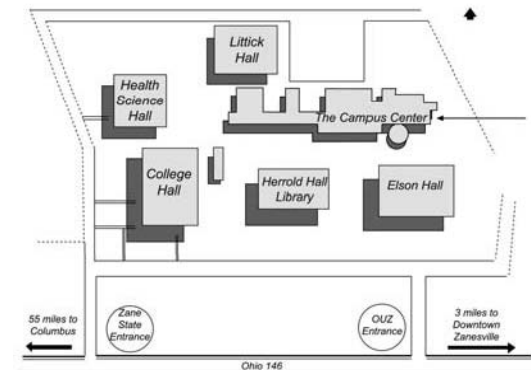 Littick
Hall
Health
Science
Hall
The Campus Center
College
Hall
Herrold Hall
Library
Elson Hall
55 miles to
Columbus
Zane
State
Entrance
OUZ
Entrance
3 miles to
Downtown
Zanesville
Ohio 146